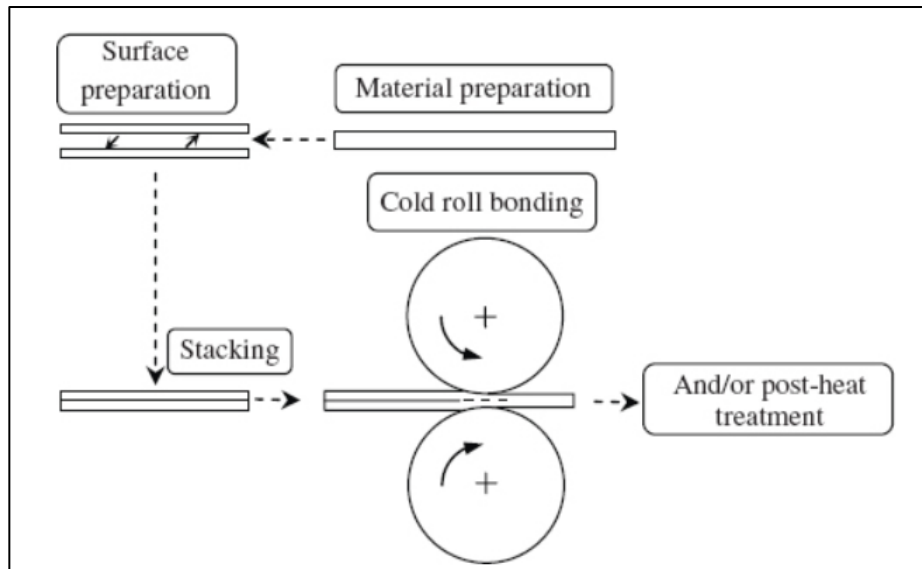 Surface
preparation
Material preparation
Cold roll bonding
Stacking
And/or post-heat
treatment